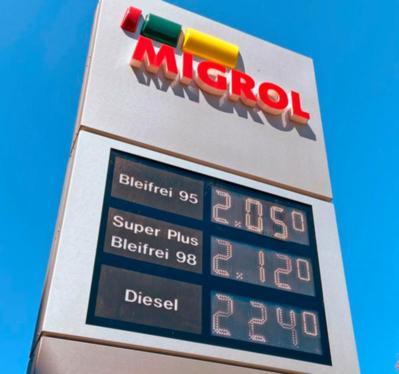 MIGROL
Bleifrei 95 2.05⁰
Super Plus
Bleifrei 98 2.12⁰
Diesel 2.24⁰